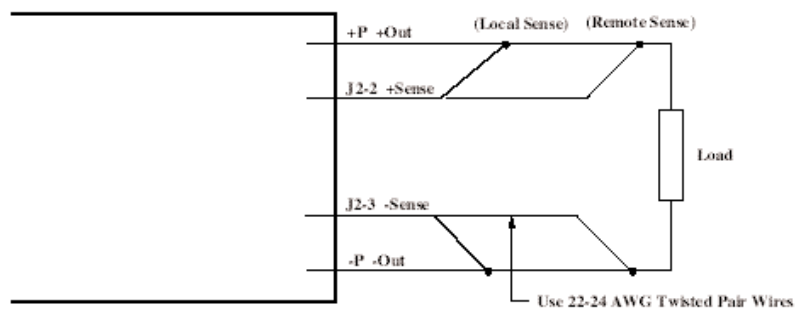 +P +Out
(Local Sense)
(Remote Sense)
J2-2 +Sense
Load
J2-3 -Sense
-P -Out
Use 22-24 AWG Twisted Pair Wires